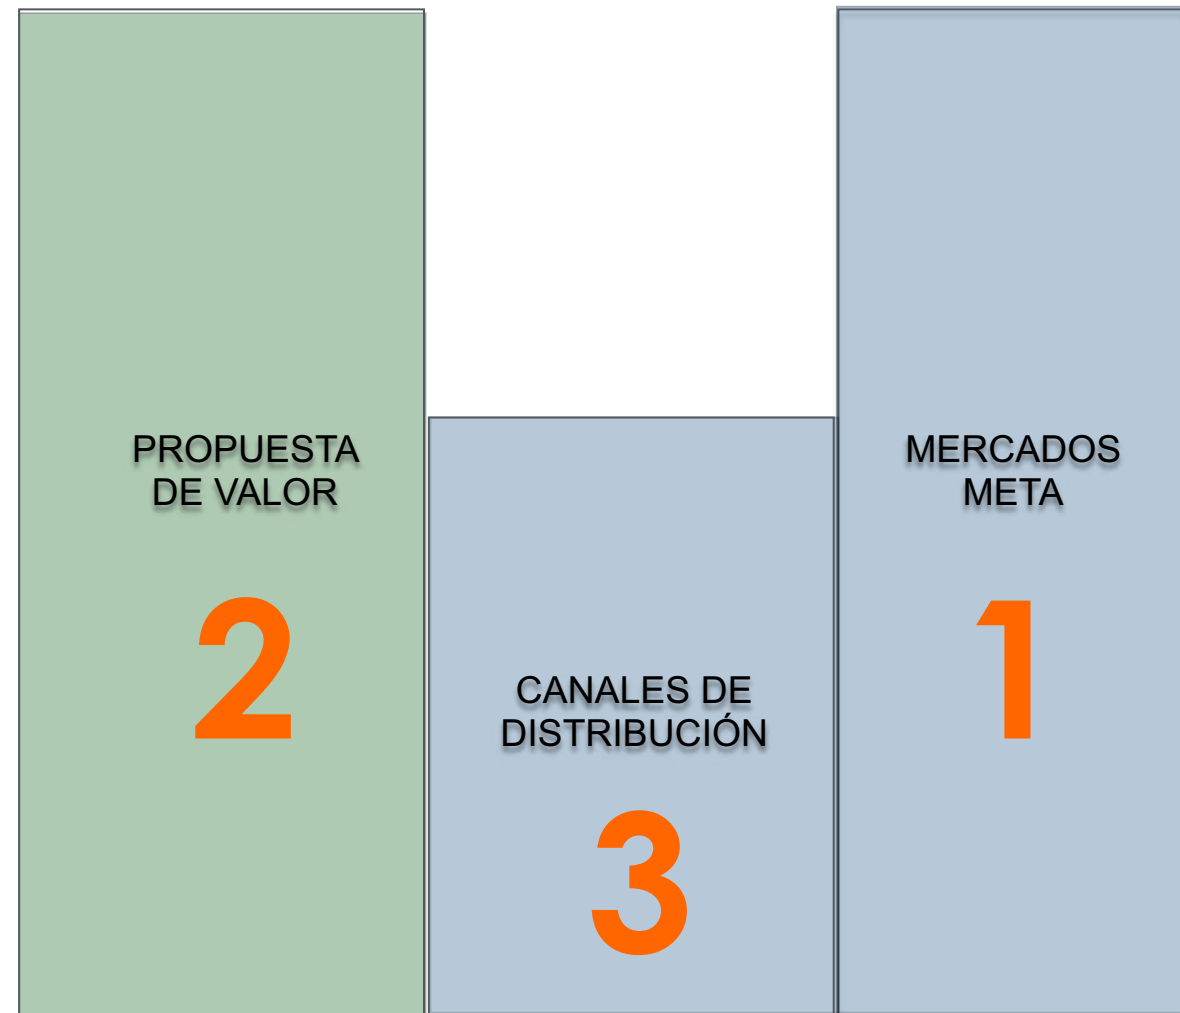 PROPUESTA
DE VALOR
2
CANALES DE
DISTRIBUCIÓN
3
MERCADOS
META
1